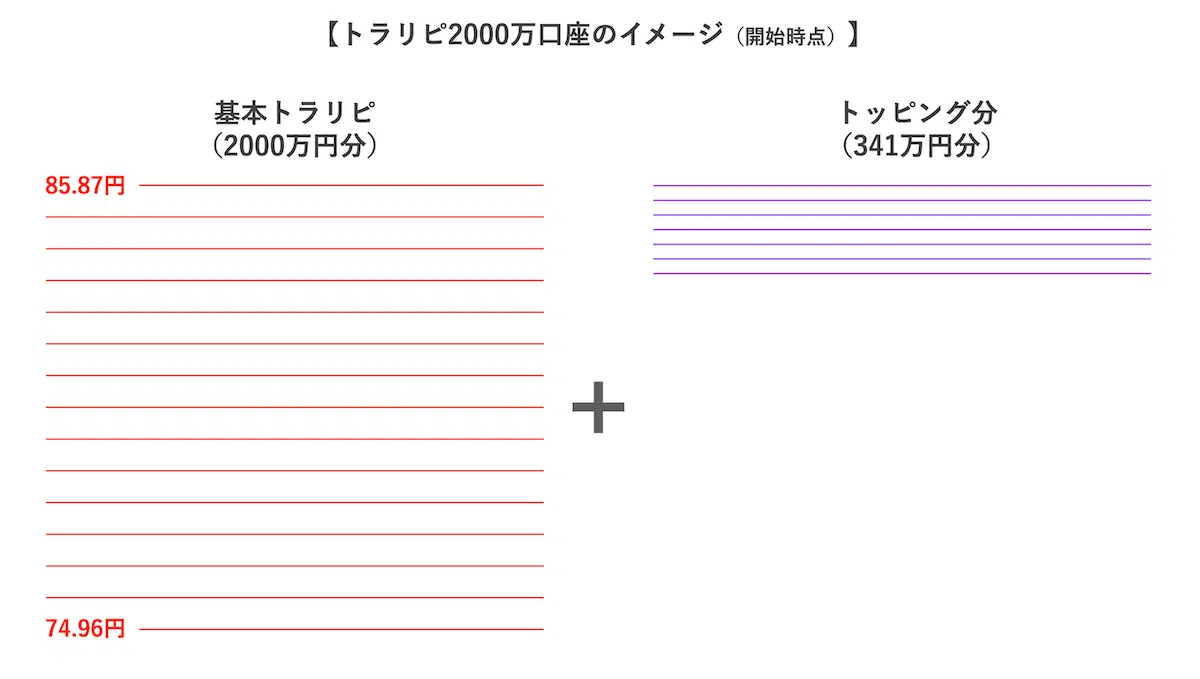 【トラリピ2000万口座のイメージ（開始時点）】
基本トラリピ
（2000万円分）
85.87円
74.96円
＋
トッピング分
（341万円分）